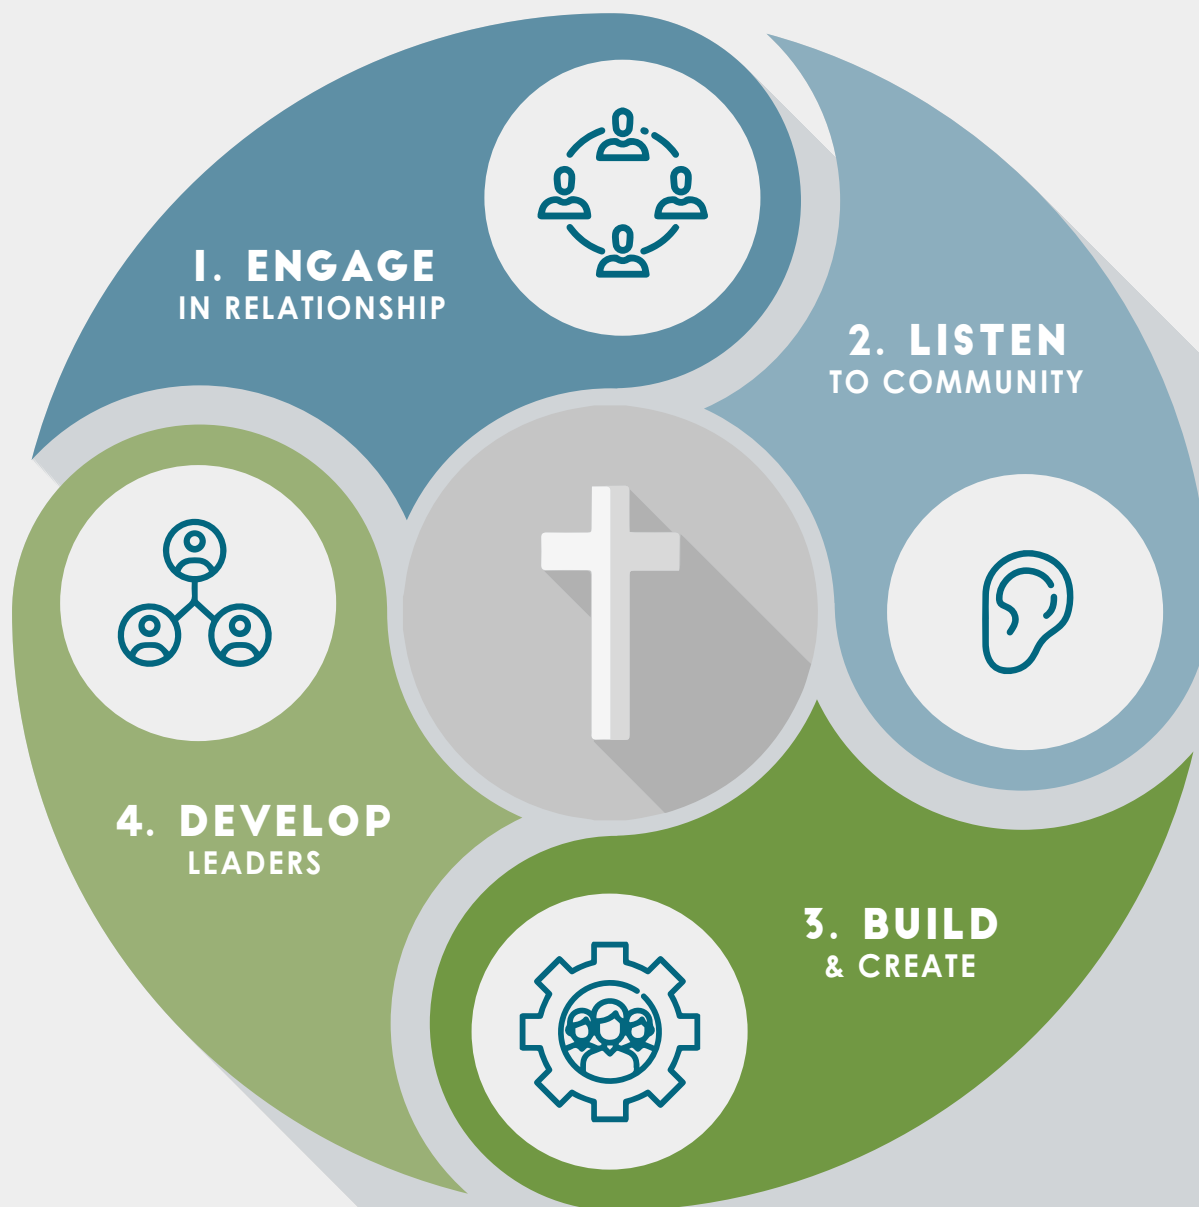 1. ENGAGE
IN RELATIONSHIP
2. LISTEN
TO COMMUNITY
3. BUILD
& CREATE
4. DEVELOP
LEADERS